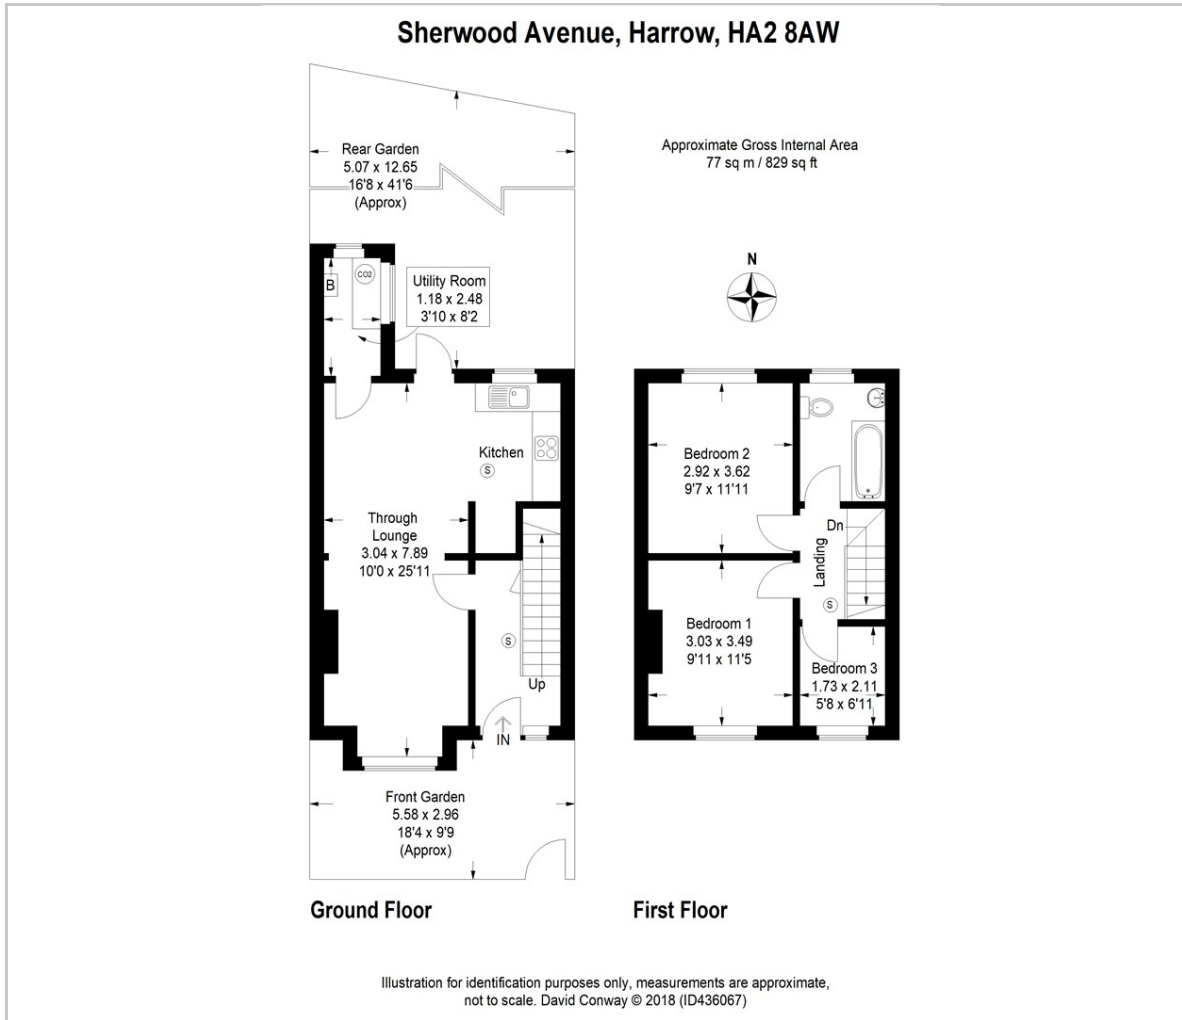 Sherwood Avenue, Harrow, HA2 8AW
Approximate Gross Internal Area
77 sq m / 829 sq ft
N
Rear Garden
5.07 x 12.65
16'8 x 41'6
(Approx)
B
CO2
Utility Room
1.18 x 2.48
3'10 x 8'2
Kitchen
S
Through
Lounge
3.04 x 7.89
10'0 x 25'11
S
Up
IN
Front Garden
5.58 x 2.96
18'4 x 9'9
(Approx)
Ground Floor
Bedroom 2
2.92 x 3.62
9'7 x 11'11
Dn
Landing
S
Bedroom 1
3.03 x 3.49
9'11 x 11'5
Bedroom 3
1.73 x 2.11
5'8 x 6'11
First Floor
Illustration for identification purposes only, measurements are approximate,
not to scale. David Conway © 2018 (ID436067)